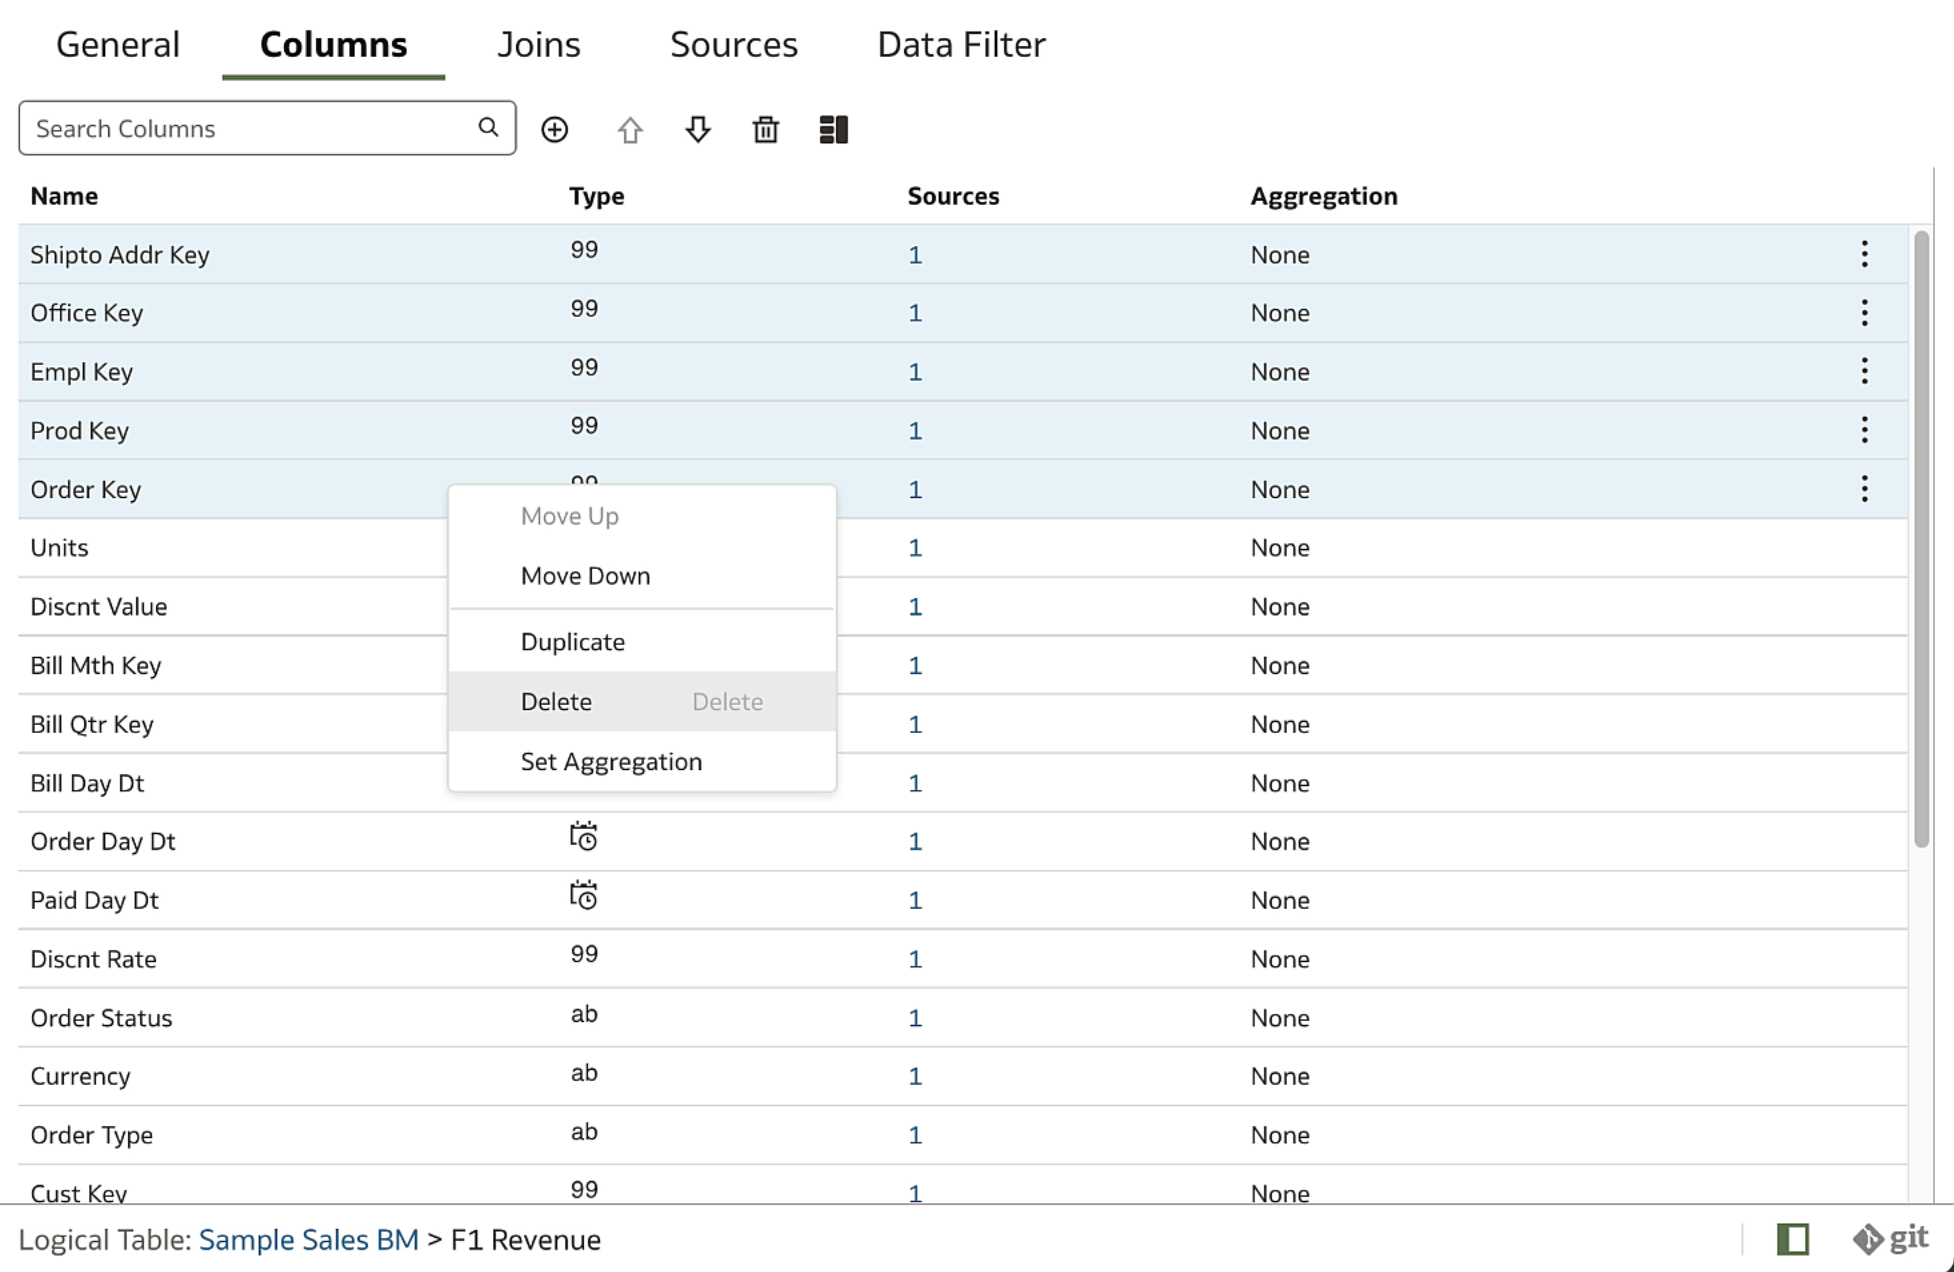 General Columns Joins Sources Data Filter
Search Columns
Name Type Sources Aggregation
Shipto Addr Key 99 1 None
Office Key 99 1 None
Empl Key 99 1 None
Prod Key 99 1 None
Order Key 99 1 None
Move Up
Units 1 None
Move Down
Discnt Value 1 None
Duplicate
Bill Mth Key 1 None
Delete Delete
Bill Qtr Key 1 None
Set Aggregation
Bill Day Dt 1 None
Order Day Dt 1 None
Paid Day Dt 1 None
Discnt Rate 99 1 None
Order Status ab 1 None
Currency ab 1 None
Order Type ab 1 None
Cust Key 99 1 None
Logical Table: Sample Sales BM > F1 Revenue git